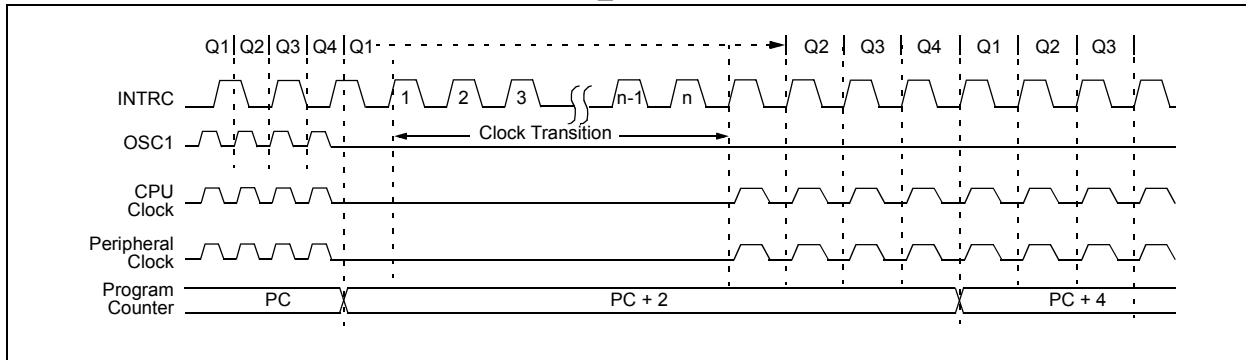 Q1 Q2 Q3 Q4 Q1 Q2 Q3 Q4 Q1 Q2 Q3
INTRC 1 2 3 n-1 n
Clock Transition
OSC1
CPU
Clock
Peripheral
Clock
Program
Counter
PC PC + 2 PC + 4